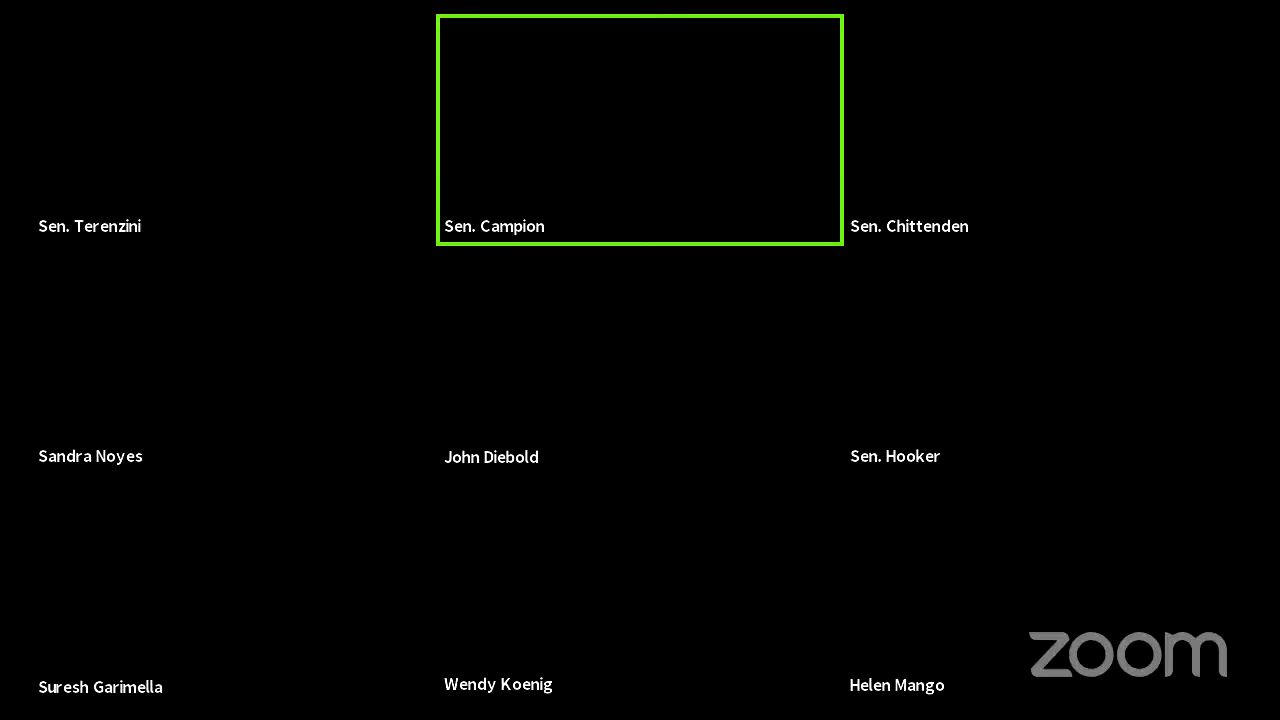 Sen. Terenzini
Sen. Campion
Sen. Chittenden
Sandra Noyes
John Diebold
Sen. Hooker
Suresh Garimella
Wendy Koenig
Helen Mango
zoom